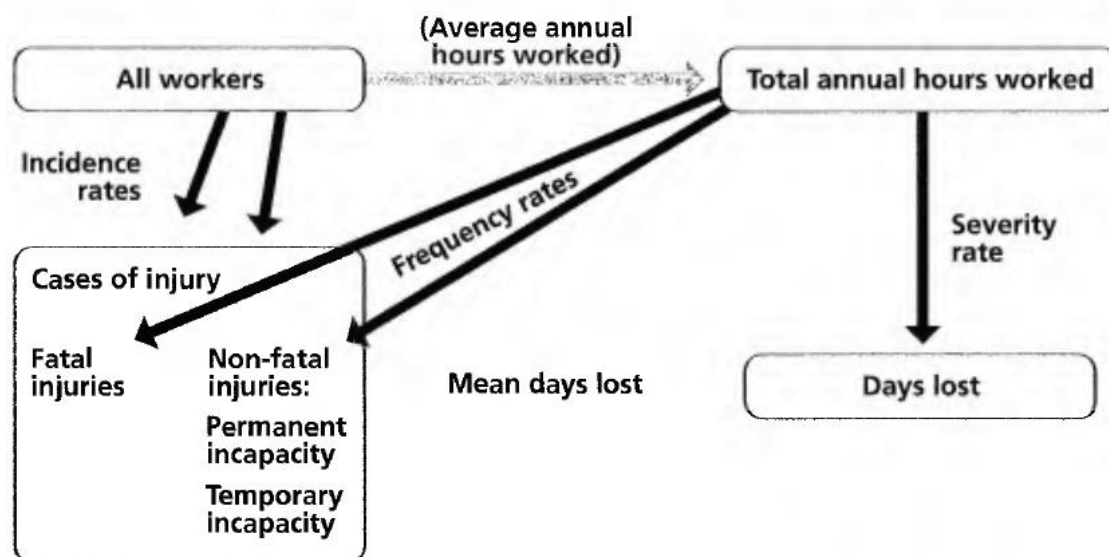 (Average annual
hours worked)
All workers
Total annual hours worked
Incidence
rates
Frequency rates
Severity
rate
Cases of injury
Fatal
injuries
Non-fatal
injuries:
Permanent
incapacity
Temporary
incapacity
Mean days lost
Days lost